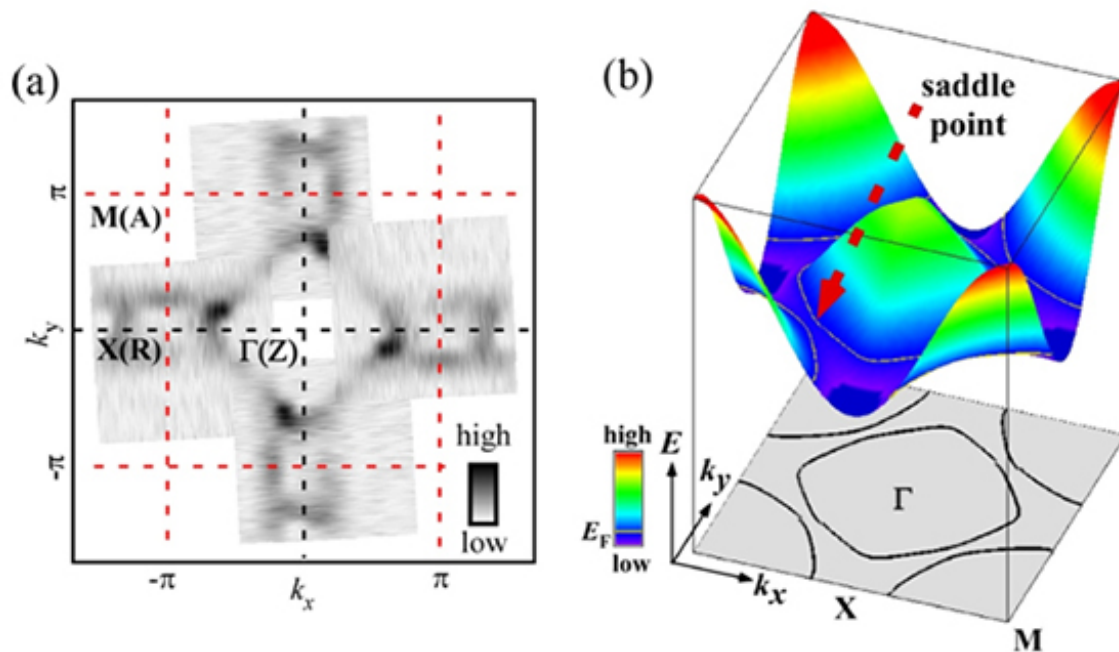 (a)
π
M(A)
k_y
X(R)
Γ(Z)
-π
high
low
-π
k_x
π
(b)
saddle
point
high
E
k_y
E_F
low
k_x
Γ
X
M